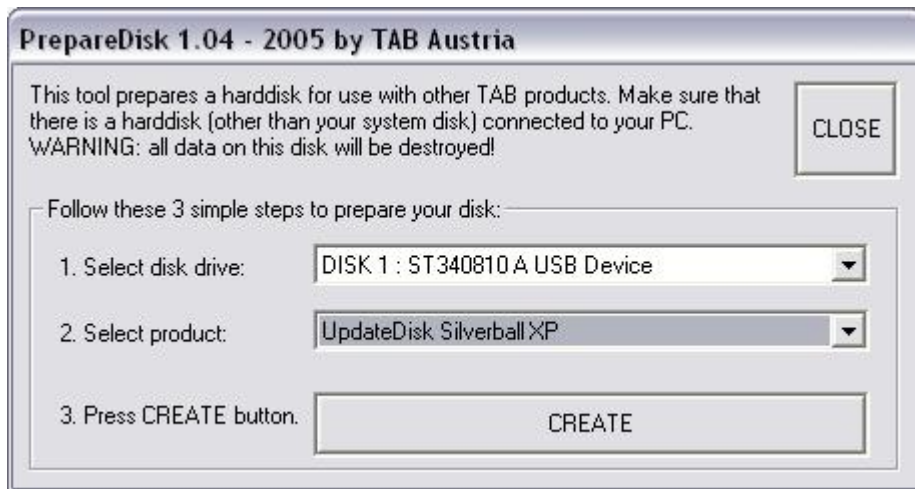 PrepareDisk 1.04 - 2005 by TAB Austria
This tool prepares a harddisk for use with other TAB products. Make sure that
there is a harddisk (other than your system disk) connected to your PC.
WARNING: all data on this disk will be destroyed!
CLOSE
Follow these 3 simple steps to prepare your disk:
1. Select disk drive: DISK 1 : ST340810 A USB Device
2. Select product: UpdateDisk Silverball XP
3. Press CREATE button. CREATE